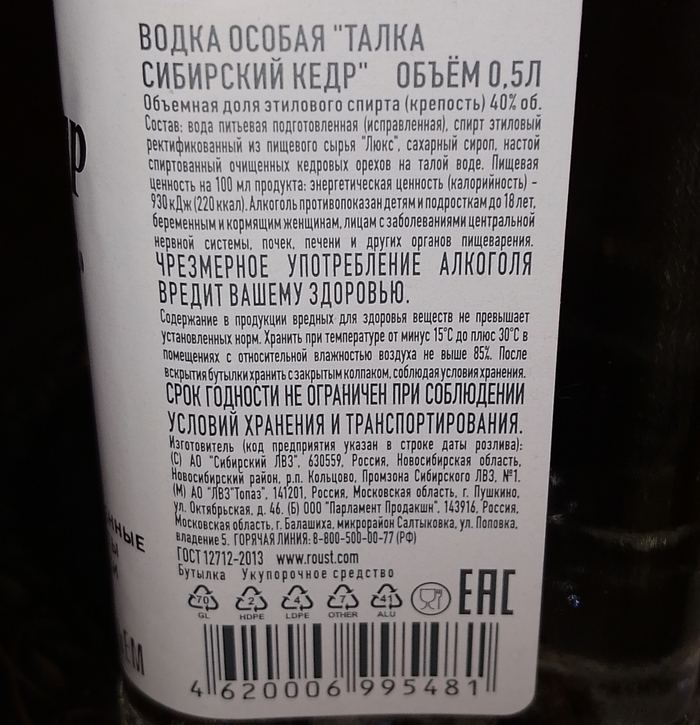 ВОДКА ОСОБАЯ "ТАЛКА
СИБИРСКИЙ КЕДР" ОБЪЁМ 0,5Л
Объемная доля этилового спирта (крепость) 40% об.
Состав: вода питьевая подготовленная (исправленная), спирт этиловый
ректификованный из пищевого сырья "Люкс", сахарный сироп, настой
спиртованный очищенных кедровых орехов на талой воде. Пищевая
ценность на 100 мл продукта: энергетическая ценность (калорийность) –
930 кДж (220 ккал). Алкоголь противопоказан детям и подросткам до 18 лет,
беременным и кормящим женщинам, лицам с заболеваниями центральной
нервной системы, почек, печени и других органов пищеварения.
ЧРЕЗМЕРНОЕ УПОТРЕБЛЕНИЕ АЛКОГОЛЯ
ВРЕДИТ ВАШЕМУ ЗДОРОВЬЮ.
Содержание в продукции вредных для здоровья веществ не превышает
установленных норм. Хранить при температуре от минус 15°С до плюс 30°С в
помещениях с относительной влажностью воздуха не выше 85%. После
вскрытия бутылки хранить с закрытым колпаком, соблюдая условия хранения.
СРОК ГОДНОСТИ НЕ ОГРАНИЧЕН ПРИ СОБЛЮДЕНИИ
УСЛОВИЙ ХРАНЕНИЯ И ТРАНСПОРТИРОВАНИЯ.
Изготовитель (код предприятия указан в строке даты розлива):
(С) АО "Сибирский ЛВЗ", 630559, Россия, Новосибирская область,
Новосибирский район, р.п. Кольцово, Промзона Сибирского ЛВЗ, №1.
(М) АО "ЛВЗ"Топаз", 141201, Россия, Московская область, г. Пушкино,
ул. Октябрьская, д. 46. (Б) ООО "Парламент Продакшн", 143916, Россия,
Московская область, г. Балашиха, микрорайон Салтыковка, ул. Поповка,
владение 5. ГОРЯЧАЯ ЛИНИЯ: 8-800-500-00-77 (РФ)
ГОСТ 12712-2013 www.roust.com
Бутылка Укупорочное средство
70 2 4 7 41 EAC
GL HDPE LDPE OTHER ALU
4 620006 995481